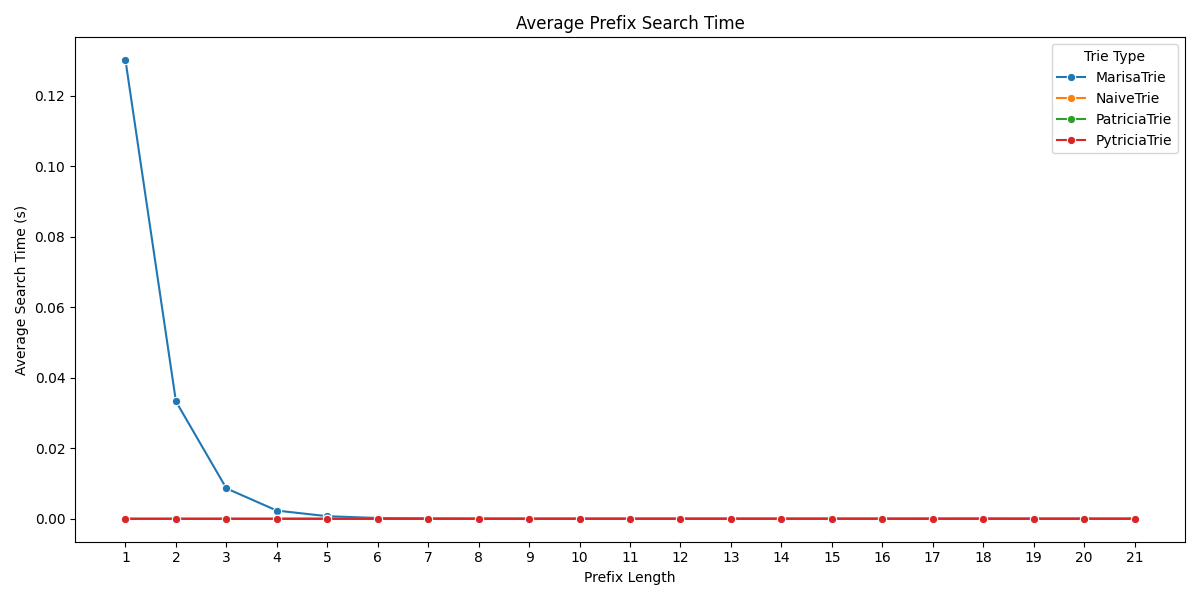 Average Prefix Search Time
Trie Type
MarisaTrie
NaiveTrie
PatriciaTrie
PytriciaTrie
Average Search Time (s)
0.12
0.10
0.08
0.06
0.04
0.02
0.00
1 2 3 4 5 6 7 8 9 10 11 12 13 14 15 16 17 18 19 20 21
Prefix Length